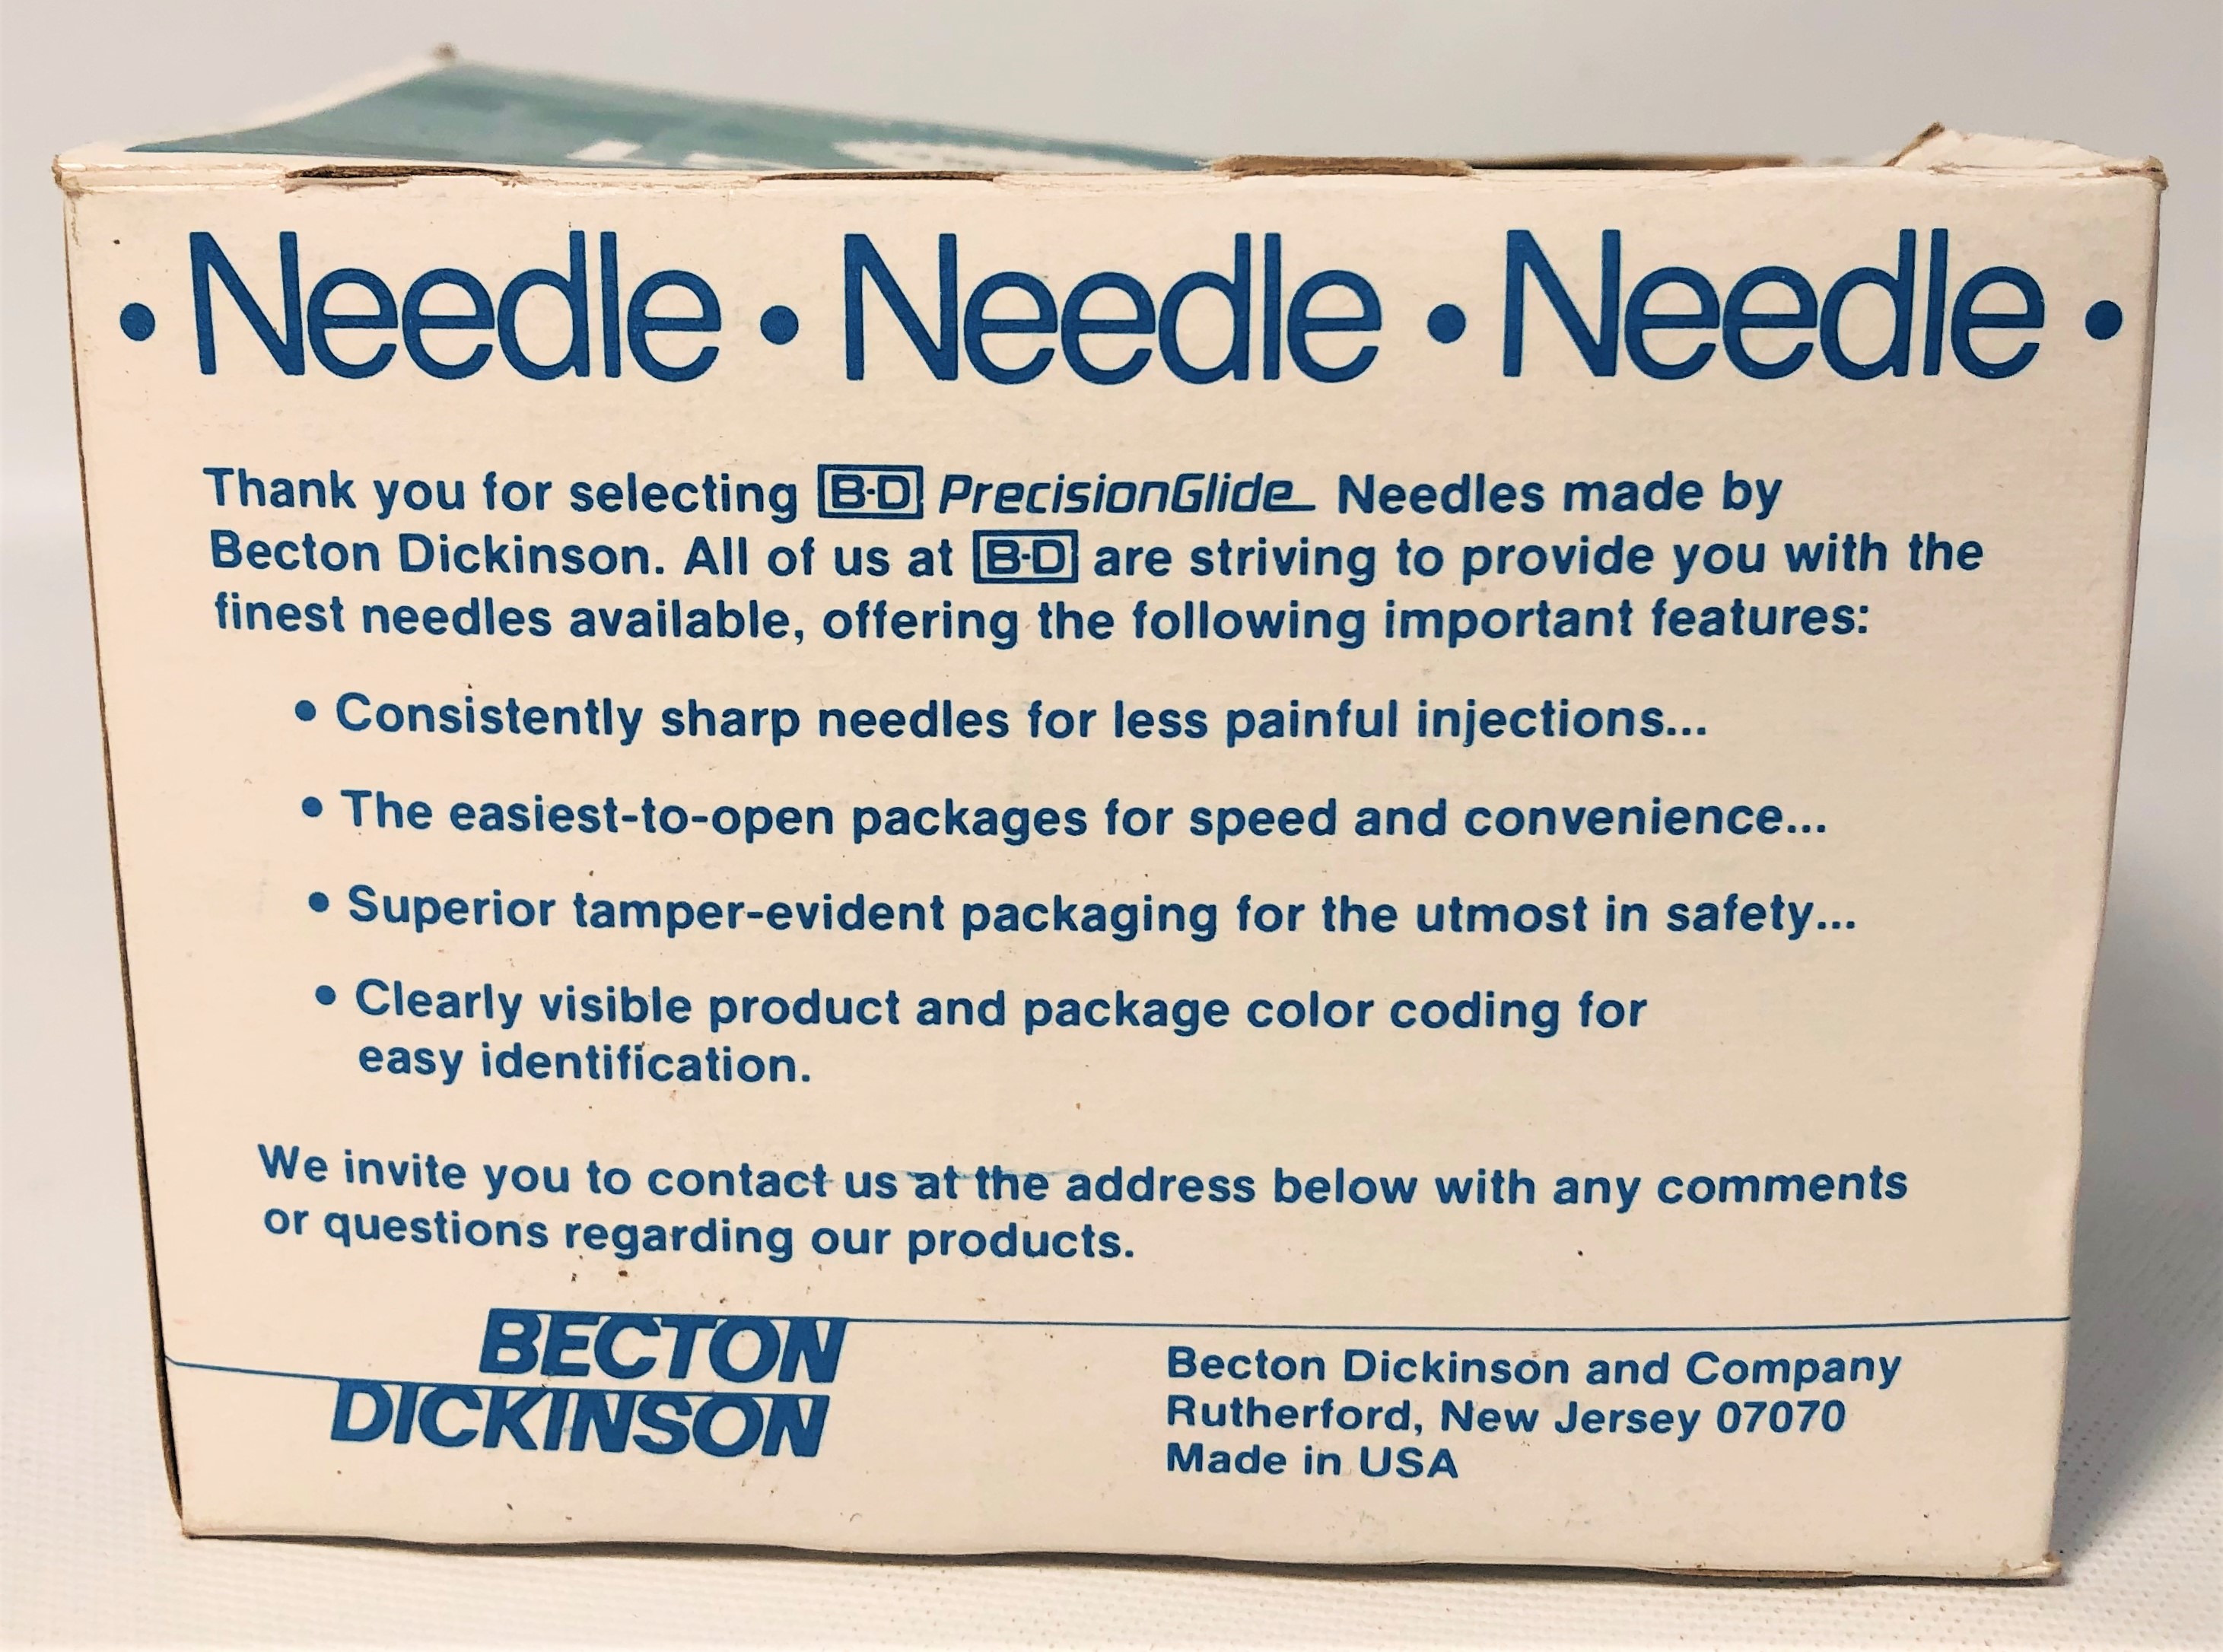 • Needle • Needle • Needle •
Thank you for selecting B-D PrecisionGlide Needles made by
Becton Dickinson. All of us at B-D are striving to provide you with the
finest needles available, offering the following important features:
• Consistently sharp needles for less painful injections...
• The easiest-to-open packages for speed and convenience...
• Superior tamper-evident packaging for the utmost in safety...
• Clearly visible product and package color coding for
easy identification.
We invite you to contact us at the address below with any comments
or questions regarding our products.
BECTON
DICKINSON
Becton Dickinson and Company
Rutherford, New Jersey 07070
Made in USA